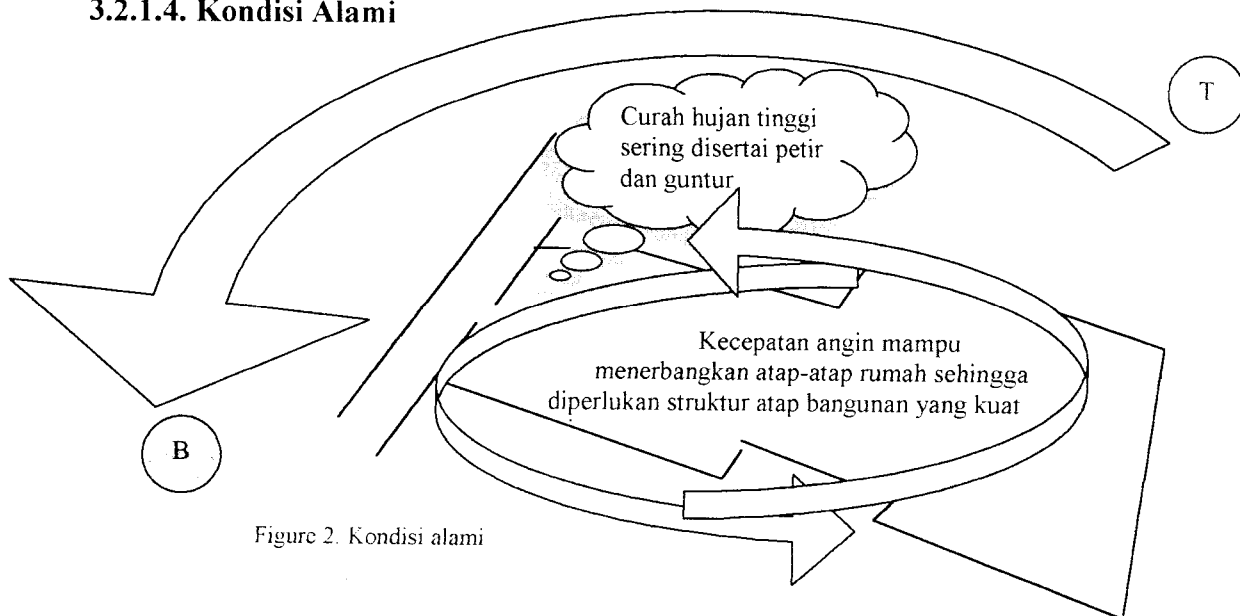 3.2.1.4. Kondisi Alami
T
Curah hujan tinggi
sering disertai petir
dan guntur
Kecepatan angin mampu
menerbangkan atap-atap rumah sehingga
diperlukan struktur atap bangunan yang kuat
B
Figure 2. Kondisi alami